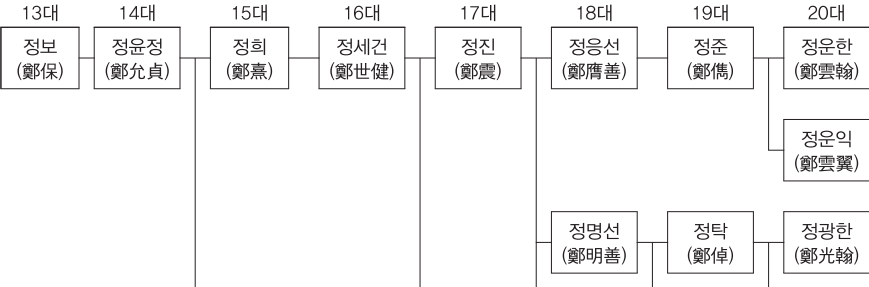 13대 14대 15대 16대 17대 18대 19대 20대
정보 정윤정 정희 정세건 정진 정응선 정준 정운한
(鄭保) (鄭允貞) (鄭熹) (鄭世健) (鄭震) (鄭膺善) (鄭儁) (鄭雲翰)
정운익
(鄭雲翼)
정명선 정탁 정광한
(鄭明善) (鄭倬) (鄭光翰)